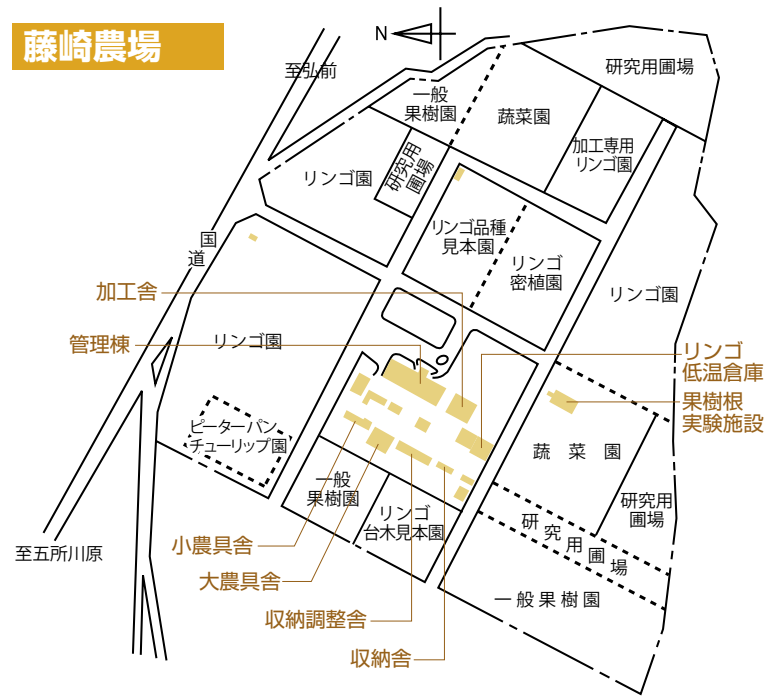 藤崎農場
N
至弘前
研究用圃場
一般
果樹園
蔬菜園
加工専用
リンゴ園
研究用
圃場
リンゴ園
リンゴ品種
見本園
リンゴ
密植園
国道
リンゴ園
加工舎
管理棟
リンゴ園
リンゴ
低温倉庫
果樹根
実験施設
ピーターパン
チューリップ園
蔬菜園
一般
果樹園
リンゴ
台木見本園
研究用
圃場
研究用圃場
小農具舎
至五所川原
大農具舎
一般果樹園
収納調整舎
収納舎